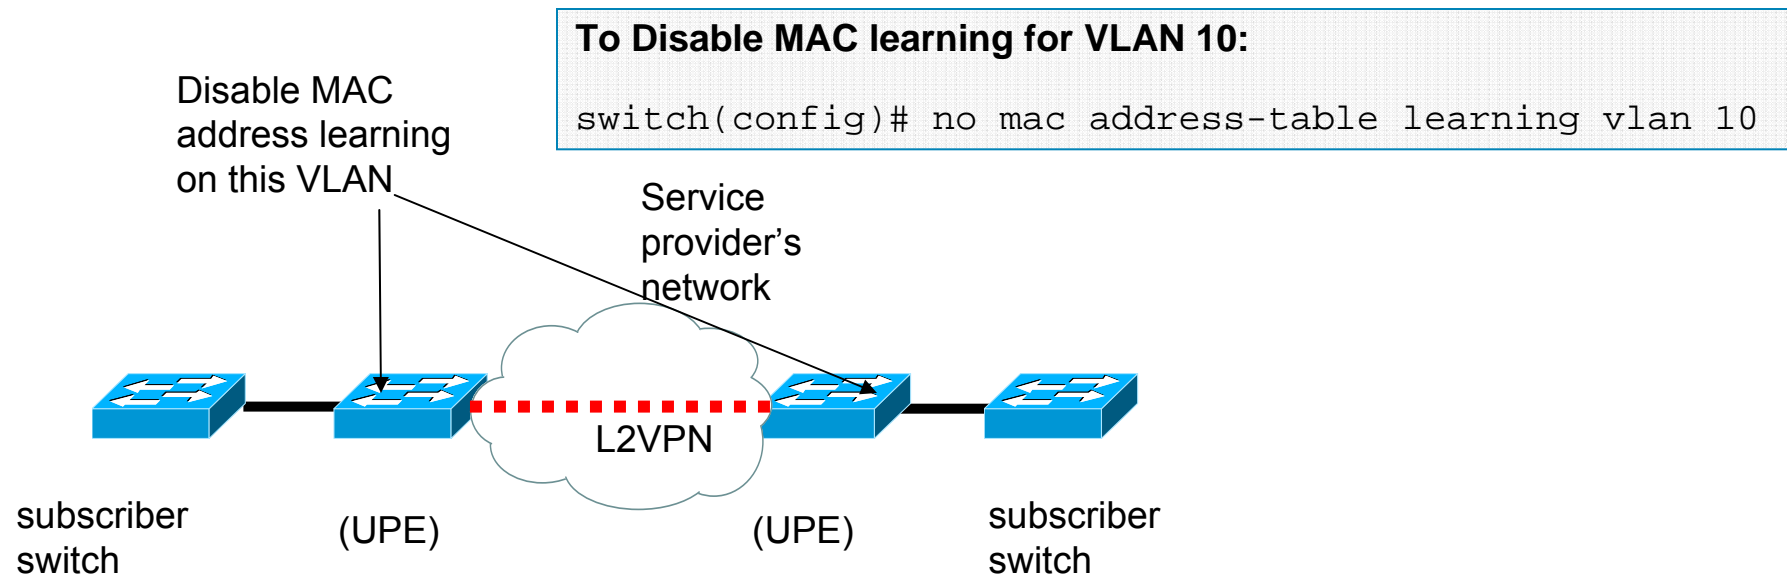 To Disable MAC learning for VLAN 10:
switch(config)# no mac address-table learning vlan 10
Disable MAC
address learning
on this VLAN
Service
provider’s
network
L2VPN
subscriber
switch
(UPE)
(UPE)
subscriber
switch